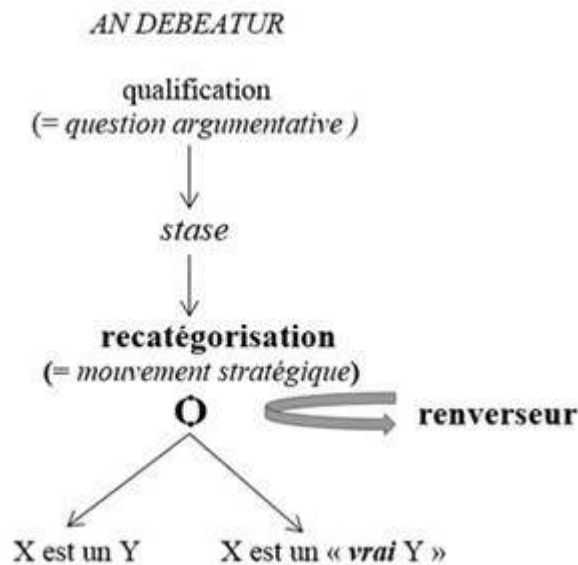 AN DEBEATUR
qualification
(= question argumentative )
stase
recatégorisation
(= mouvement stratégique)
O
renverseur
X est un Y
X est un « vrai Y »